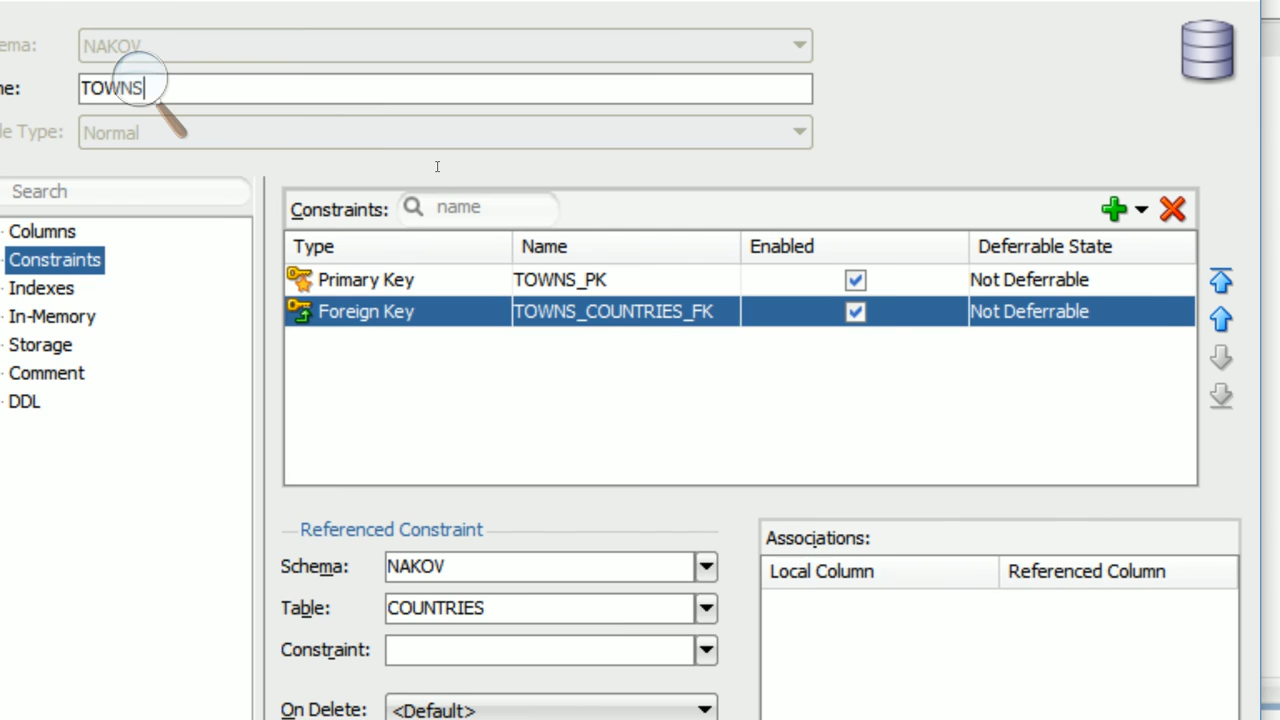 ema: NAKOV
ne: TOWNS
le Type: Normal
Search
Columns
Constraints
Indexes
In-Memory
Storage
Comment
DDL
Constraints: name
Type Name Enabled Deferrable State
Primary Key TOWNS_PK Not Deferrable
Foreign Key TOWNS_COUNTRIES_FK Not Deferrable
Referenced Constraint
Schema: NAKOV
Table: COUNTRIES
Constraint:
On Delete: <Default>
Associations:
Local Column Referenced Column